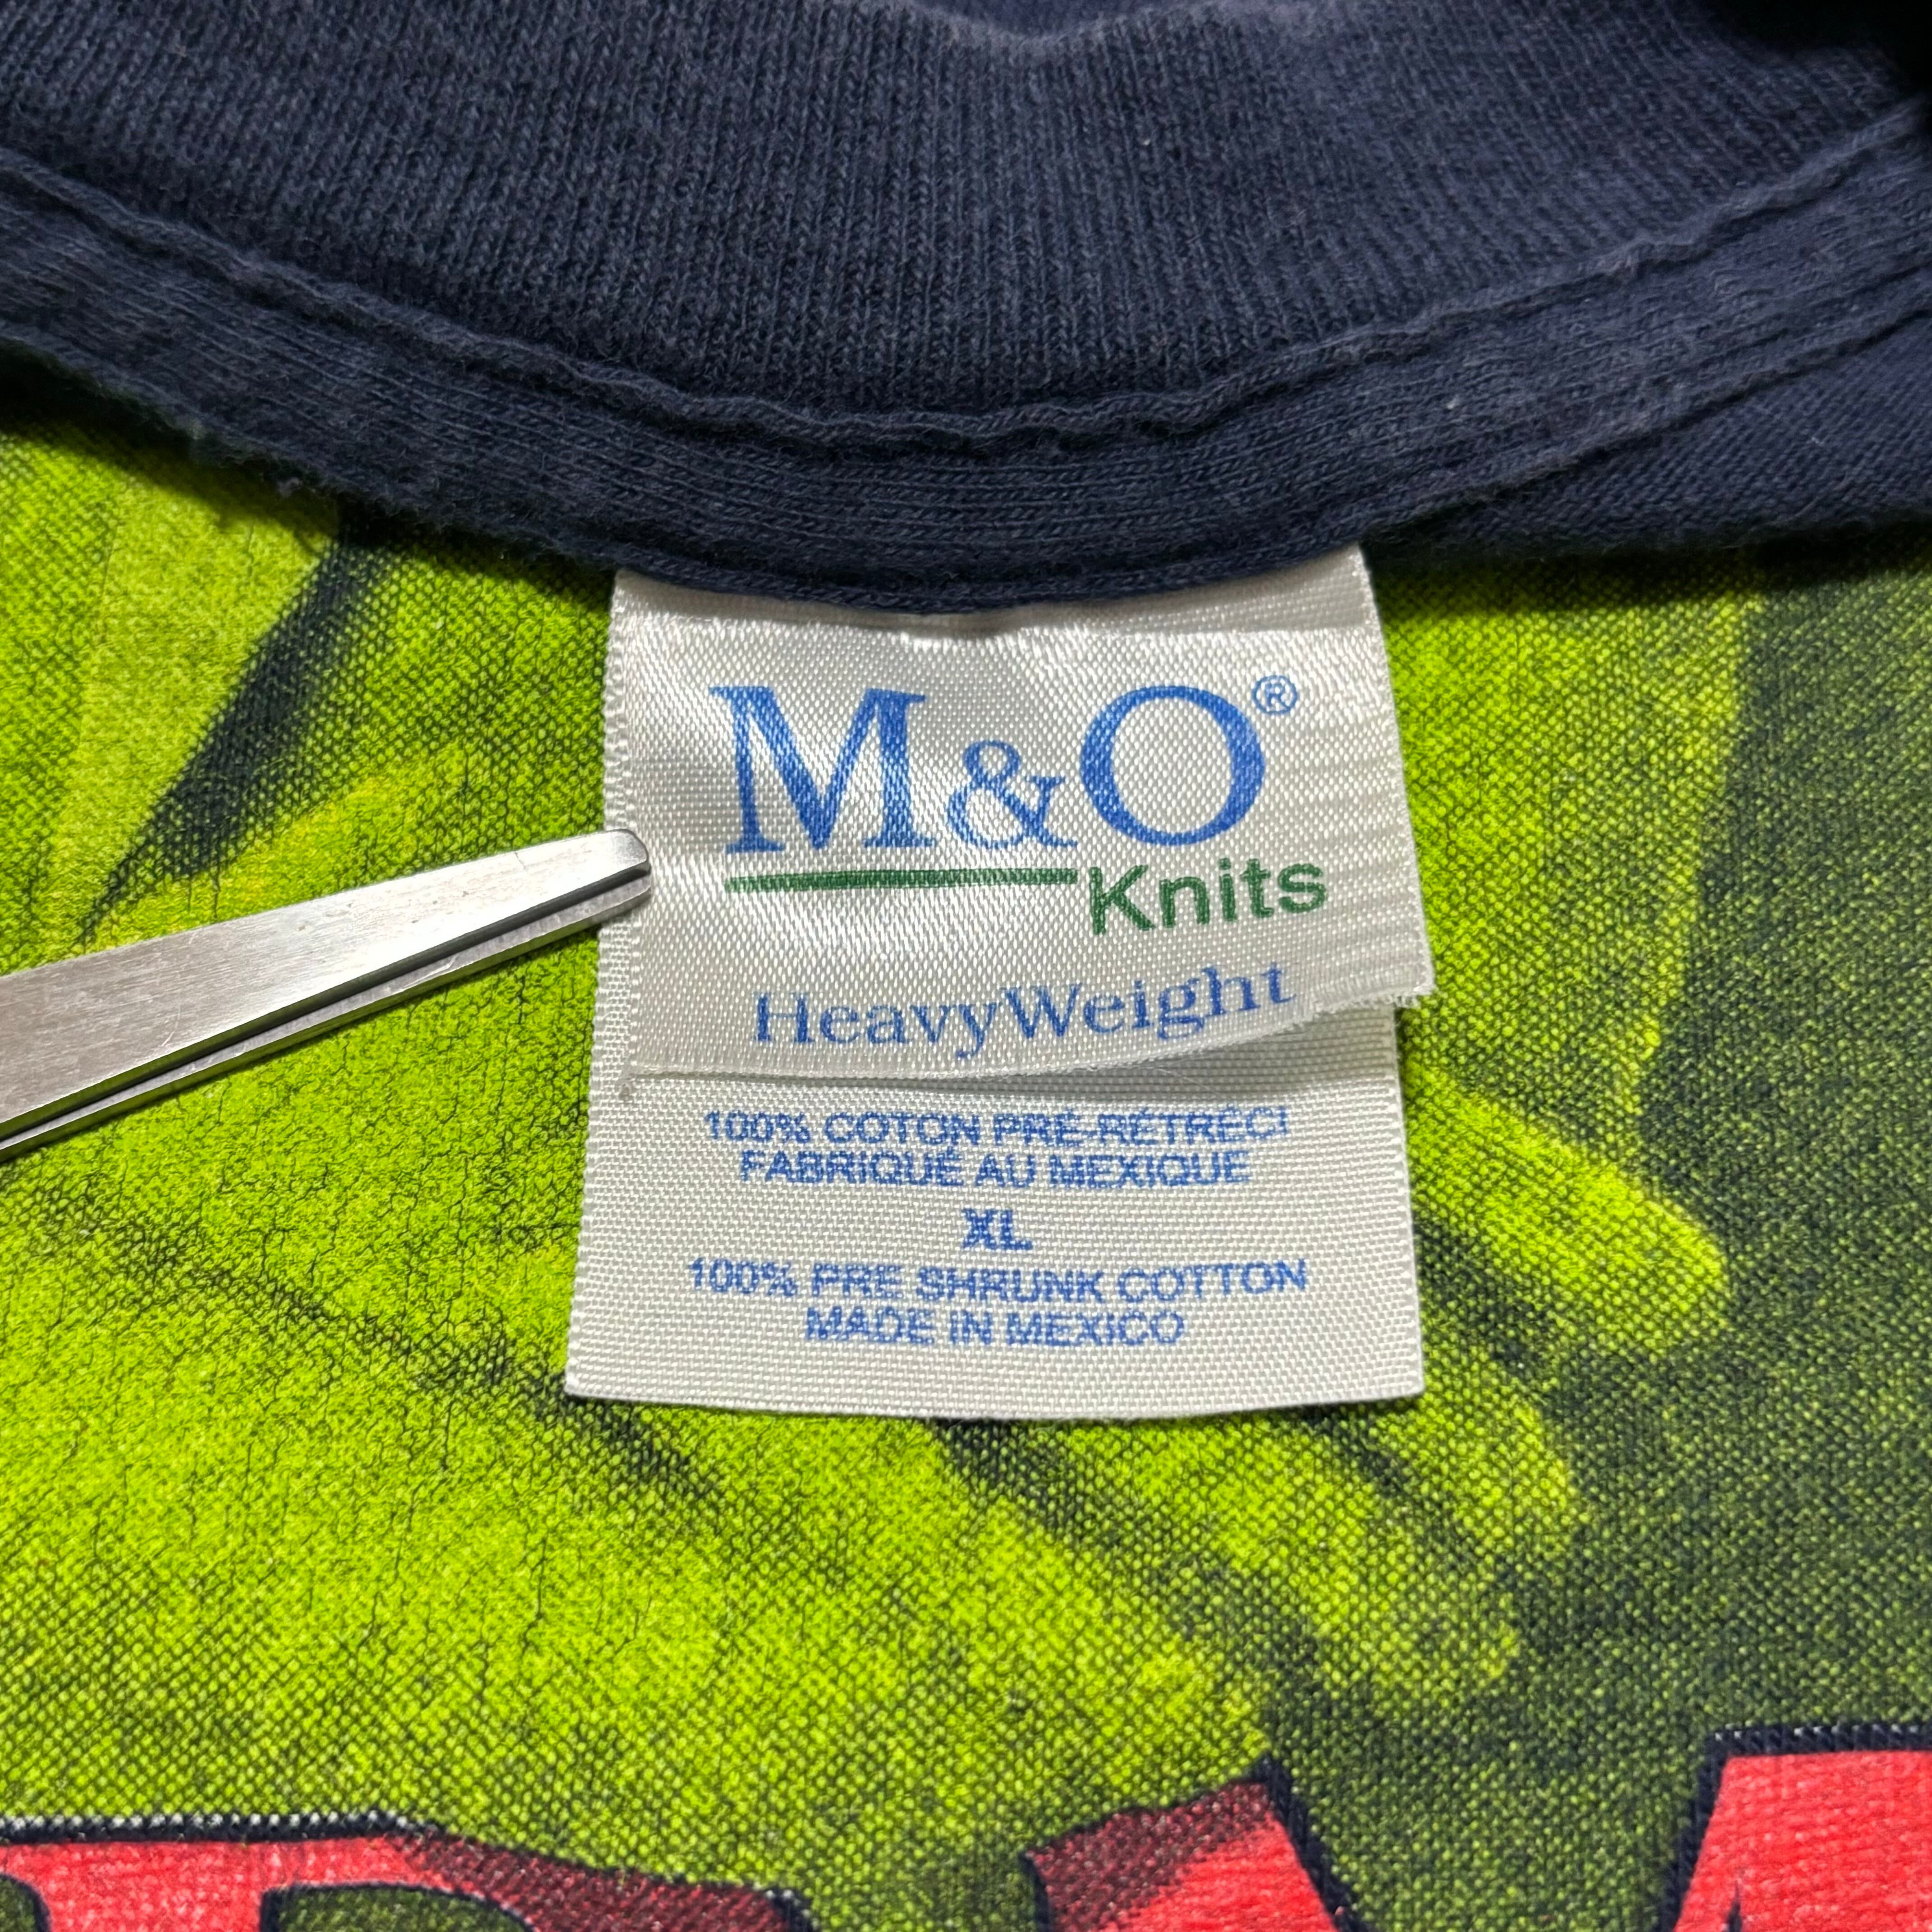 M&O®
Knits
HeavyWeight
100% COTON PRÉ-RÉTRÉCI
FABRIQUÉ AU MEXIQUE
XL
100% PRE SHRUNK COTTON
MADE IN MEXICO